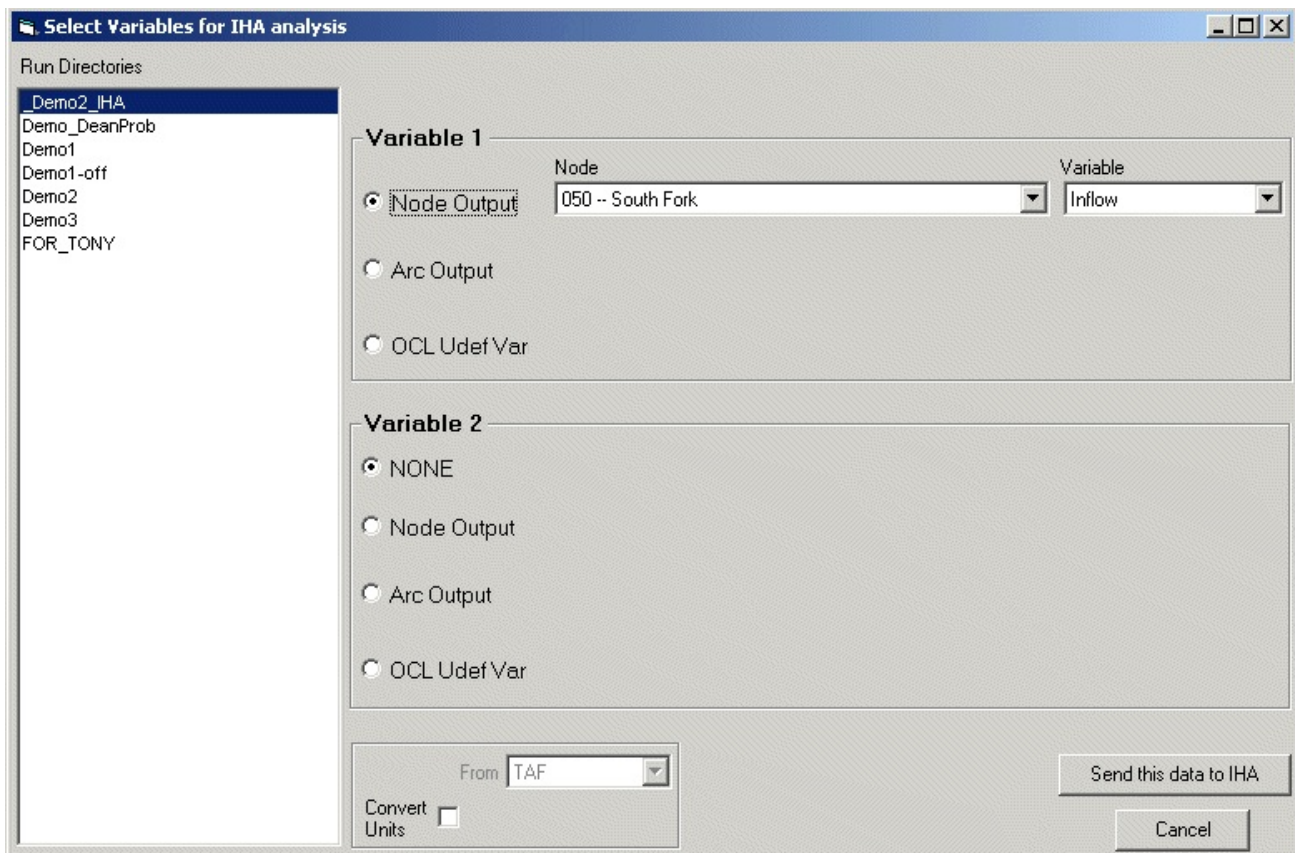 Select Variables for IHA analysis
Run Directories
_Demo2_IHA
Demo_DeanProb
Demo1
Demo1-off
Demo2
Demo3
FOR_TONY
Variable 1
Node
Variable
Node Output
050 -- South Fork
Inflow
Arc Output
OCL Udef Var
Variable 2
NONE
Node Output
Arc Output
OCL Udef Var
From TAF
Convert
Units
Send this data to IHA
Cancel